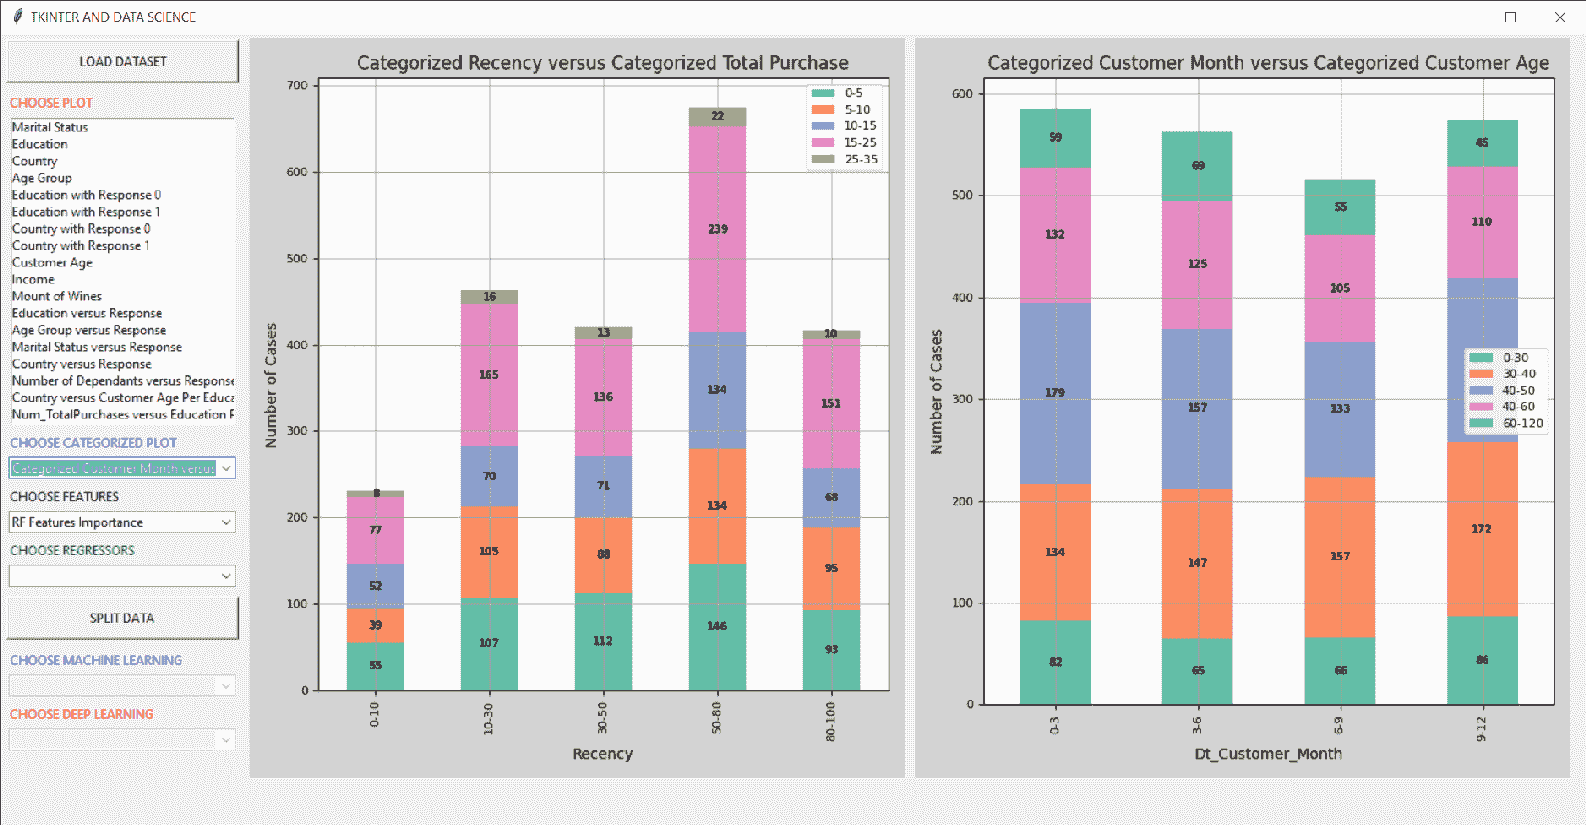 TKINTER AND DATA SCIENCE
LOAD DATASET
CHOOSE PLOT
Marital Status
Education
Country
Age Group
Education with Response 0
Education with Response 1
Country with Response 0
Country with Response 1
Customer Age
Income
Mount of Wines
Education versus Response
Age Group versus Response
Marital Status versus Response
Country versus Response
Number of Dependants versus Response
Country versus Customer Age Per Educa
Num_TotalPurchases versus Education F
CHOOSE CATEGORIZED PLOT
Categorized Customer Month versus
CHOOSE FEATURES
RF Features Importance
CHOOSE REGRESSORS
SPLIT DATA
CHOOSE MACHINE LEARNING
CHOOSE DEEP LEARNING
Categorized Recency versus Categorized Total Purchase
Number of Cases
700
600
500
400
300
200
100
0
0-5
5-10
10-15
15-25
25-35
8
77
52
39
55
16
165
70
105
107
13
136
71
88
112
22
239
134
134
146
10
151
68
95
93
0-10
10-30
30-50
50-80
80-100
Recency
Categorized Customer Month versus Categorized Customer Age
Number of Cases
600
500
400
300
200
100
0
59
132
179
134
82
69
125
157
147
65
55
105
133
157
66
45
110
172
86
0-30
30-40
40-50
40-60
60-120
0-3
3-6
6-9
9-12
Dt_Customer_Month